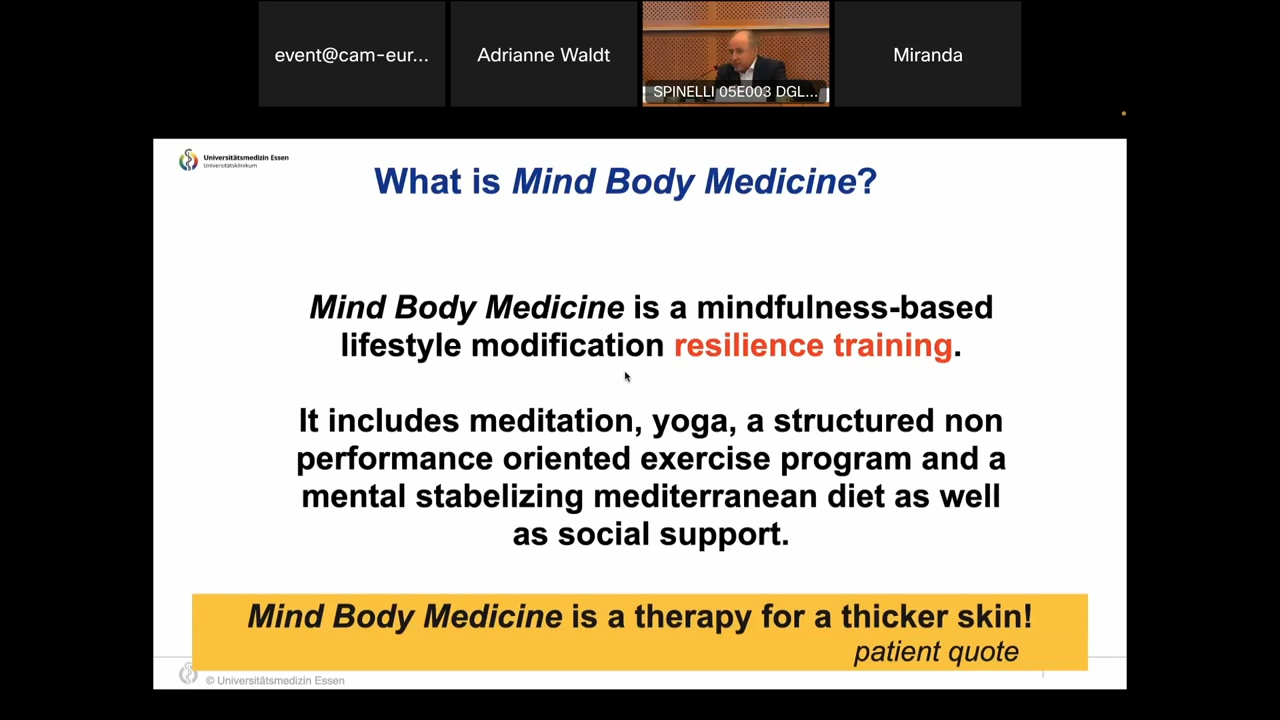 event@cam-eur...
Adrianne Waldt
SPINELLI 05E003 DGL...
Miranda
Universitätsmedizin Essen
Universitätsklinikum
What is Mind Body Medicine?
Mind Body Medicine is a mindfulness-based
lifestyle modification resilience training.
It includes meditation, yoga, a structured non
performance oriented exercise program and a
mental stabelizing mediterranean diet as well
as social support.
Mind Body Medicine is a therapy for a thicker skin!
patient quote
© Universitätsmedizin Essen